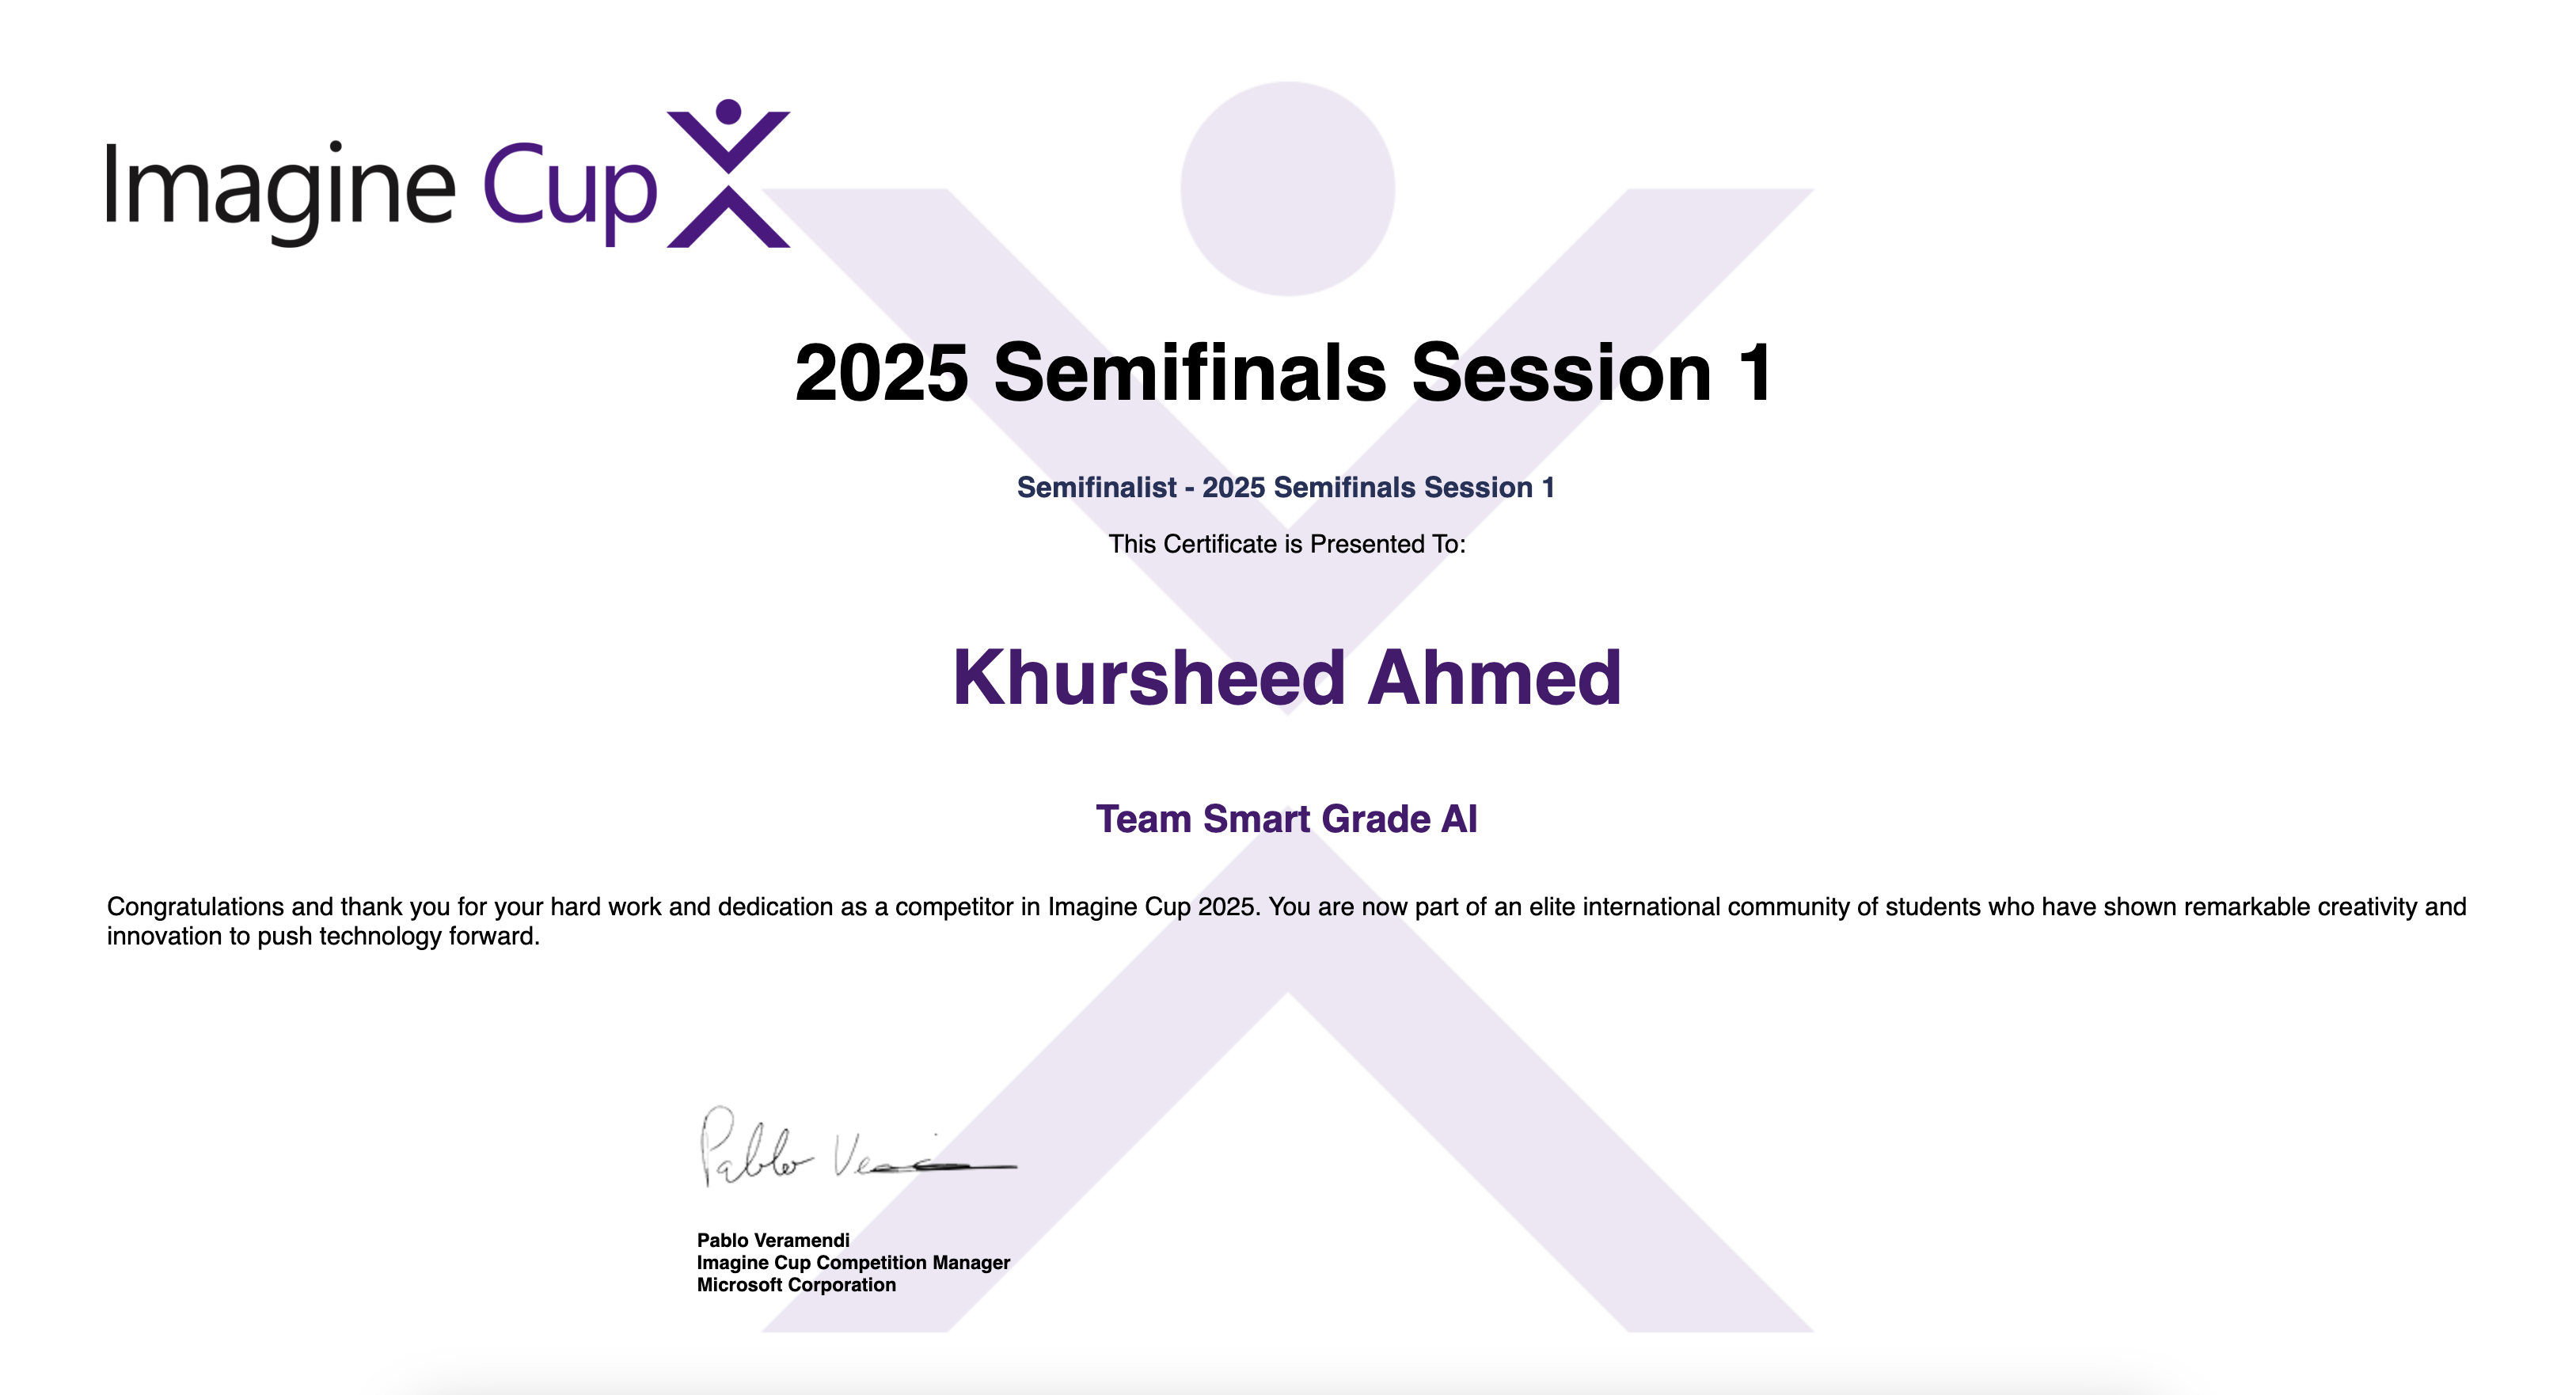 Imagine Cup
2025 Semifinals Session 1
Semifinalist - 2025 Semifinals Session 1
This Certificate is Presented To:
Khursheed Ahmed
Team Smart Grade AI
Congratulations and thank you for your hard work and dedication as a competitor in Imagine Cup 2025. You are now part of an elite international community of students who have shown remarkable creativity and
innovation to push technology forward.
Pablo
Pablo Veramendi
Imagine Cup Competition Manager
Microsoft Corporation